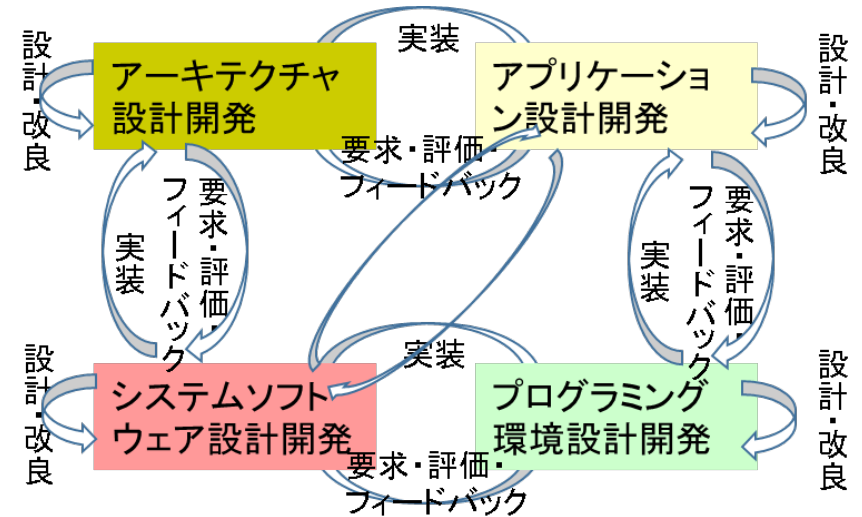 実装
設計・改良
アーキテクチャ
設計開発
アプリケーショ
ン設計開発
設計・改良
要求・評価・
フィードバック
実装
要求・評価・
フィードバック
実装
要求・評価・
フィードバック
実装
設計・改良
システムソフト
ウェア設計開発
プログラミング
環境設計開発
設計・改良
要求・評価・
フィードバック